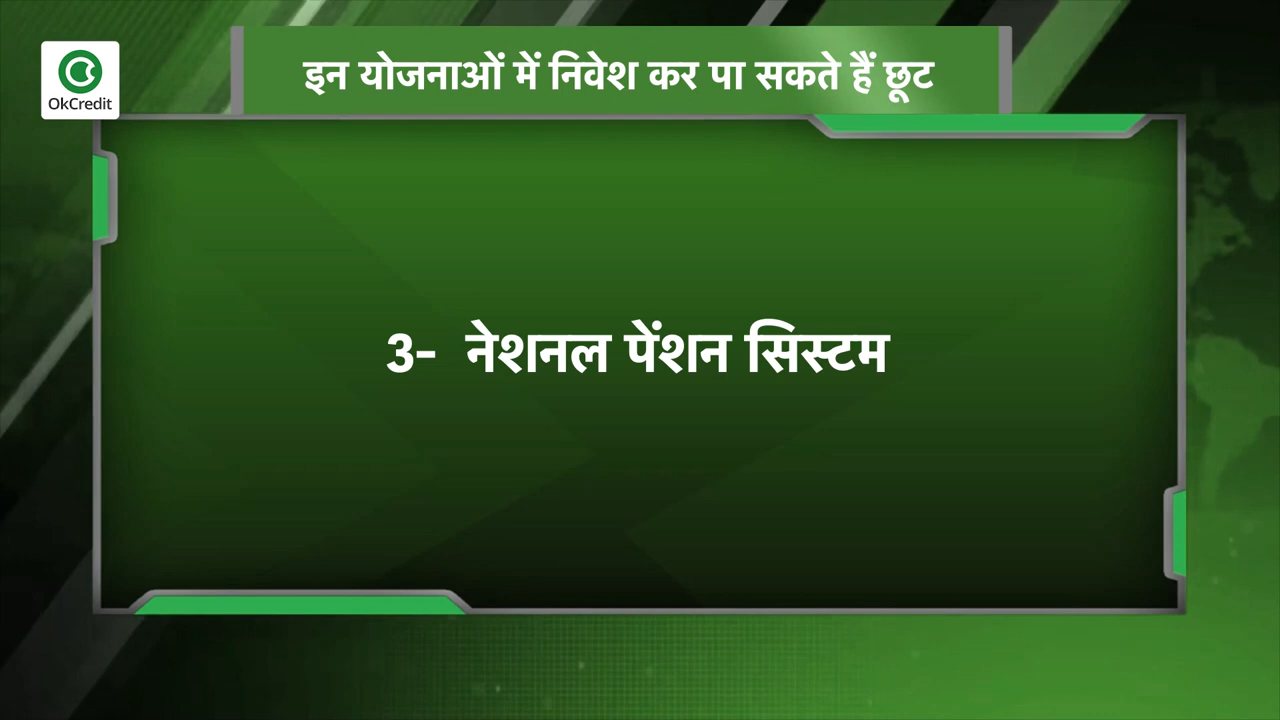 इन योजनाओं में निवेश कर पा सकते हैं छूट
OkCredit
3- नेशनल पेंशन सिस्टम